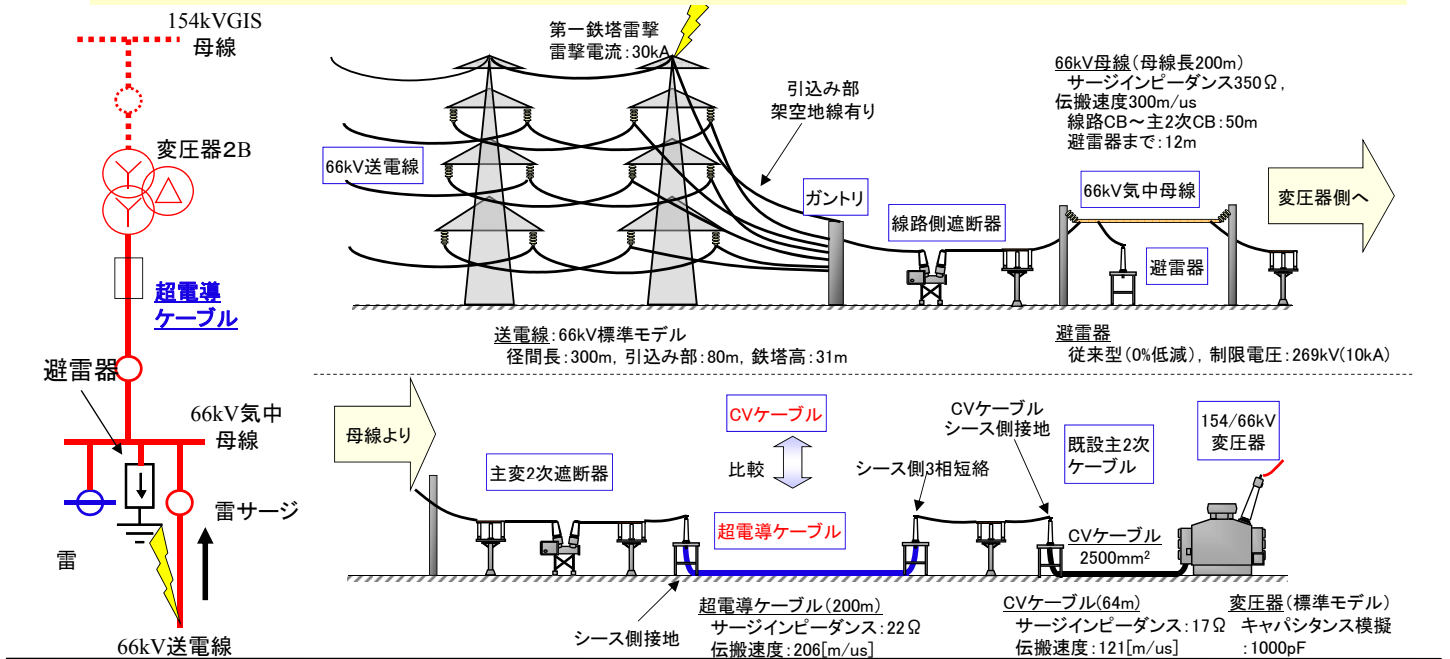 154kVGIS
母線
変圧器2B
超電導
ケーブル
避雷器
66kV気中
母線
雷サージ
雷
66kV送電線
第一鉄塔雷撃
雷撃電流:30kA
引込み部
架空地線有り
66kV送電線
ガントリ
線路側遮断器
66kV母線(母線長200m)
サージインピーダンス350Ω,
伝搬速度300m/us
線路CB～主2次CB:50m
避雷器まで:12m
66kV気中母線
変圧器側へ
避雷器
送電線:66kV標準モデル
径間長:300m, 引込み部:80m, 鉄塔高:31m
避雷器
従来型(0%低減), 制限電圧:269kV(10kA)
母線より
主変2次遮断器
CVケーブル
比較
超電導ケーブル
シース側3相短絡
CVケーブル
シース側接地
既設主2次
ケーブル
154/66kV
変圧器
CVケーブル
2500mm²
シース側接地
超電導ケーブル(200m)
サージインピーダンス:22Ω
伝搬速度:206[m/us]
CVケーブル(64m)
サージインピーダンス:17Ω
伝搬速度:121[m/us]
変圧器(標準モデル)
キャパシタンス模擬
:1000pF